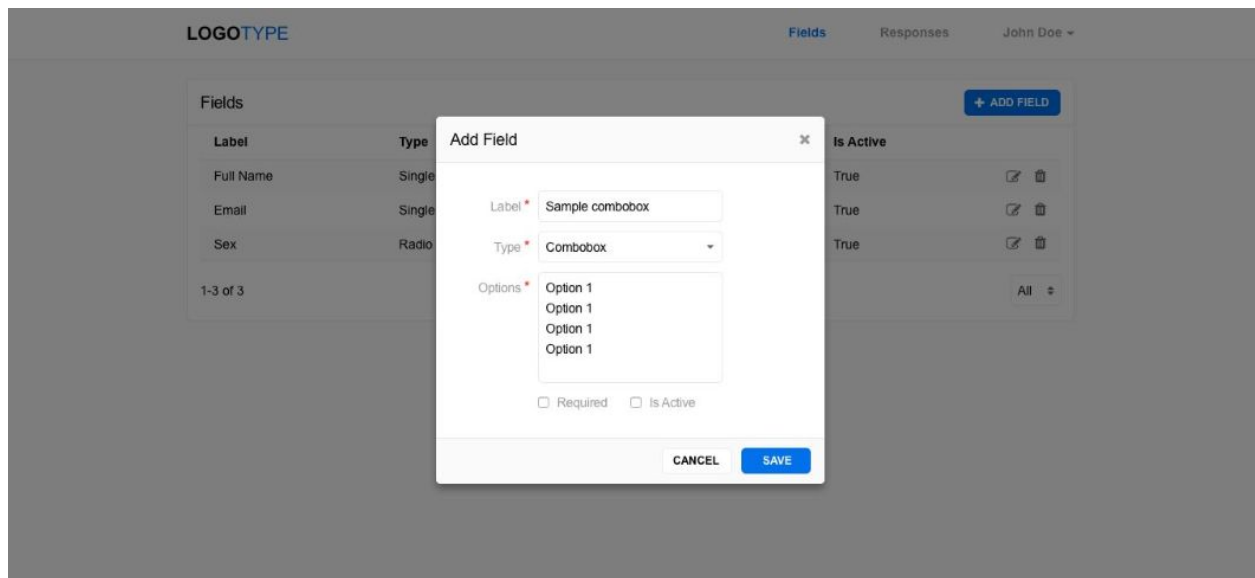 LOGOTYPE Fields Responses John Doe
Fields + ADD FIELD
Label Type Is Active
Full Name Single True
Email Single True
Sex Radio True
1-3 of 3 All
Add Field
Label * Sample combobox
Type * Combobox
Options * Option 1
Option 1
Option 1
Option 1
Required Is Active
CANCEL SAVE